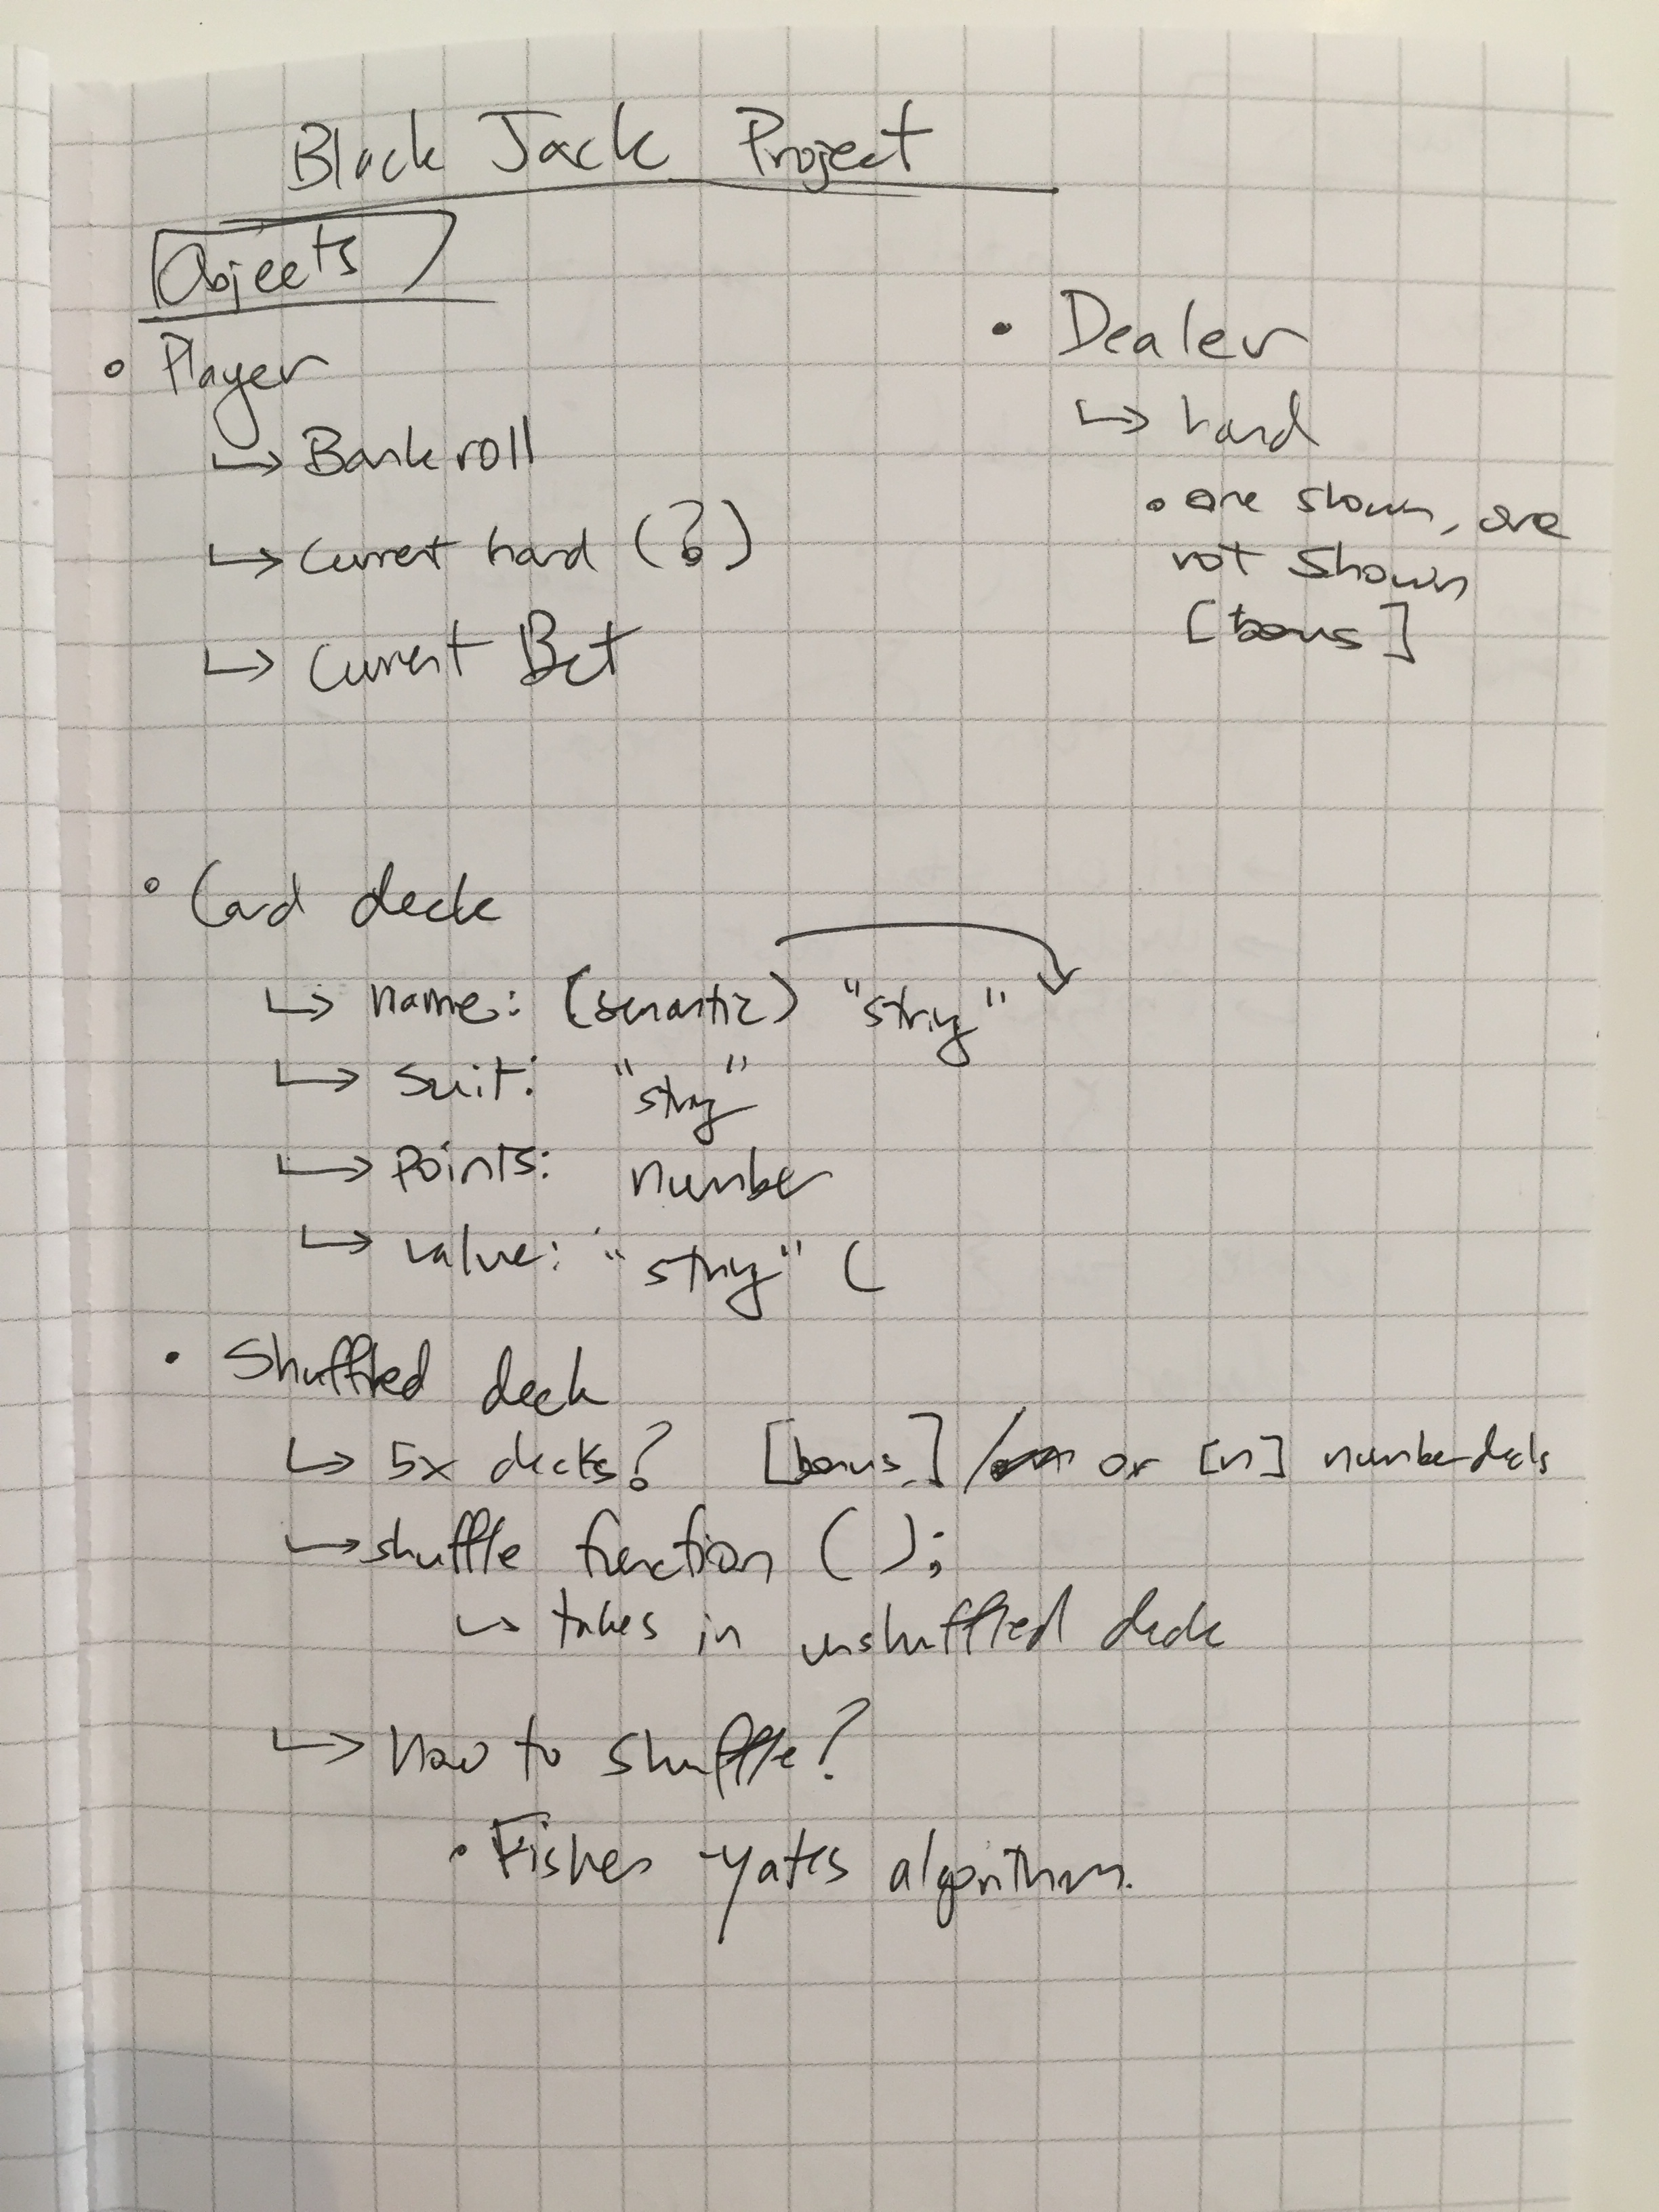 Black Jack Project
Objects
• Player
↳ Bankroll
↳ Current hand (?)
↳ Current Bet
• Dealer
↳ hand
• one shown, one
not shown
[bonus]
• Card deck
↳ name: (semantic) "string"
↳ suit: "string"
↳ points: number
↳ value: "string" (
• Shuffled deck
↳ 5x decks? [bonus] / or [n] number decks
↳ shuffle function ( );
↳ takes in unshuffled deck
↳ how to shuffle?
• Fisher-Yates algorithm.